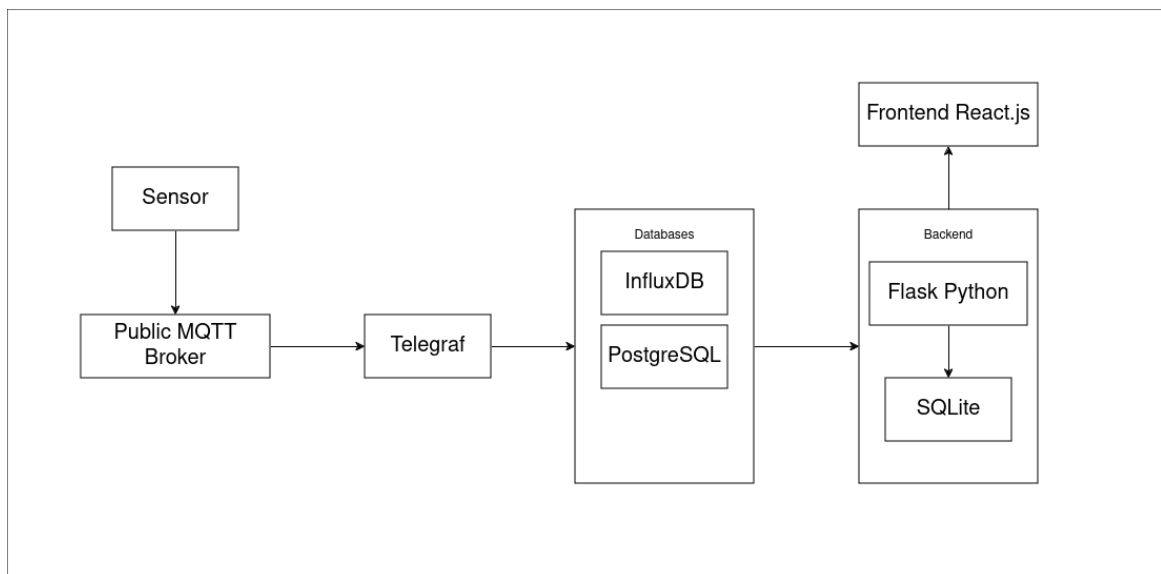 Sensor
Public MQTT
Broker
Telegraf
Databases
InfluxDB
PostgreSQL
Frontend React.js
Backend
Flask Python
SQLite